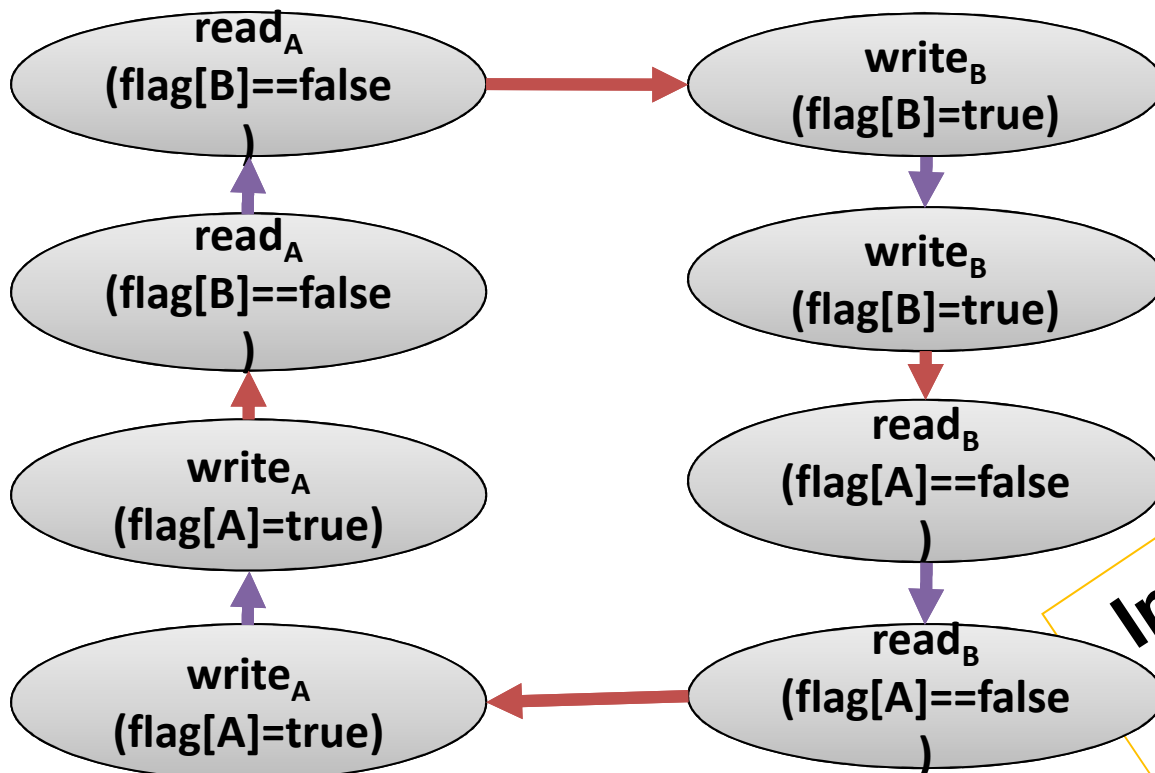 read_A
(flag[B]==false
)
write_B
(flag[B]=true)
read_A
(flag[B]==false
)
write_B
(flag[B]=true)
write_A
(flag[A]=true)
read_B
(flag[A]==false
)
write_A
(flag[A]=true)
read_B
(flag[A]==false
)